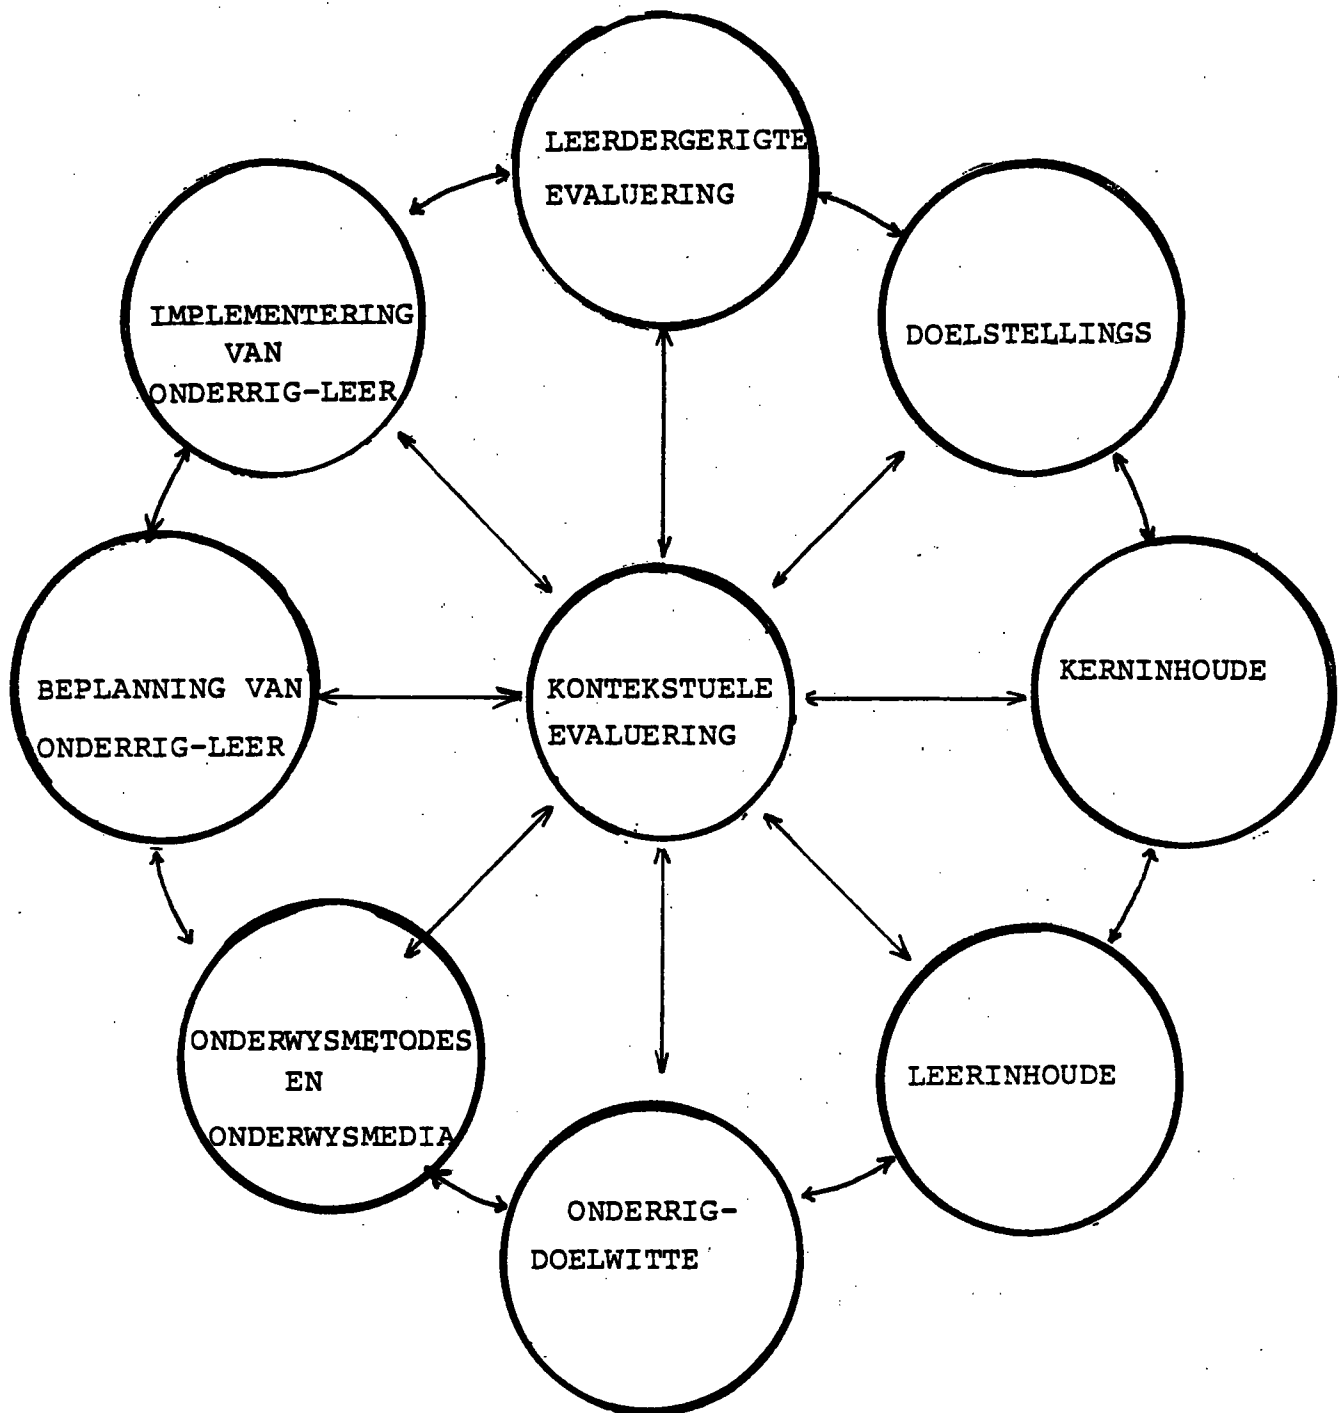 LEERDERGERIGTE
EVALUERING
IMPLEMENTERING
VAN
ONDERRIG-LEER
DOELSTELLINGS
BEPLANNING VAN
ONDERRIG-LEER
KONTEKSTUELE
EVALUERING
KERNINHOUDE
ONDERWYSMETODES
EN
ONDERWYSMEDIA
LEERINHOUDE
ONDERRIG-
DOELWITTE